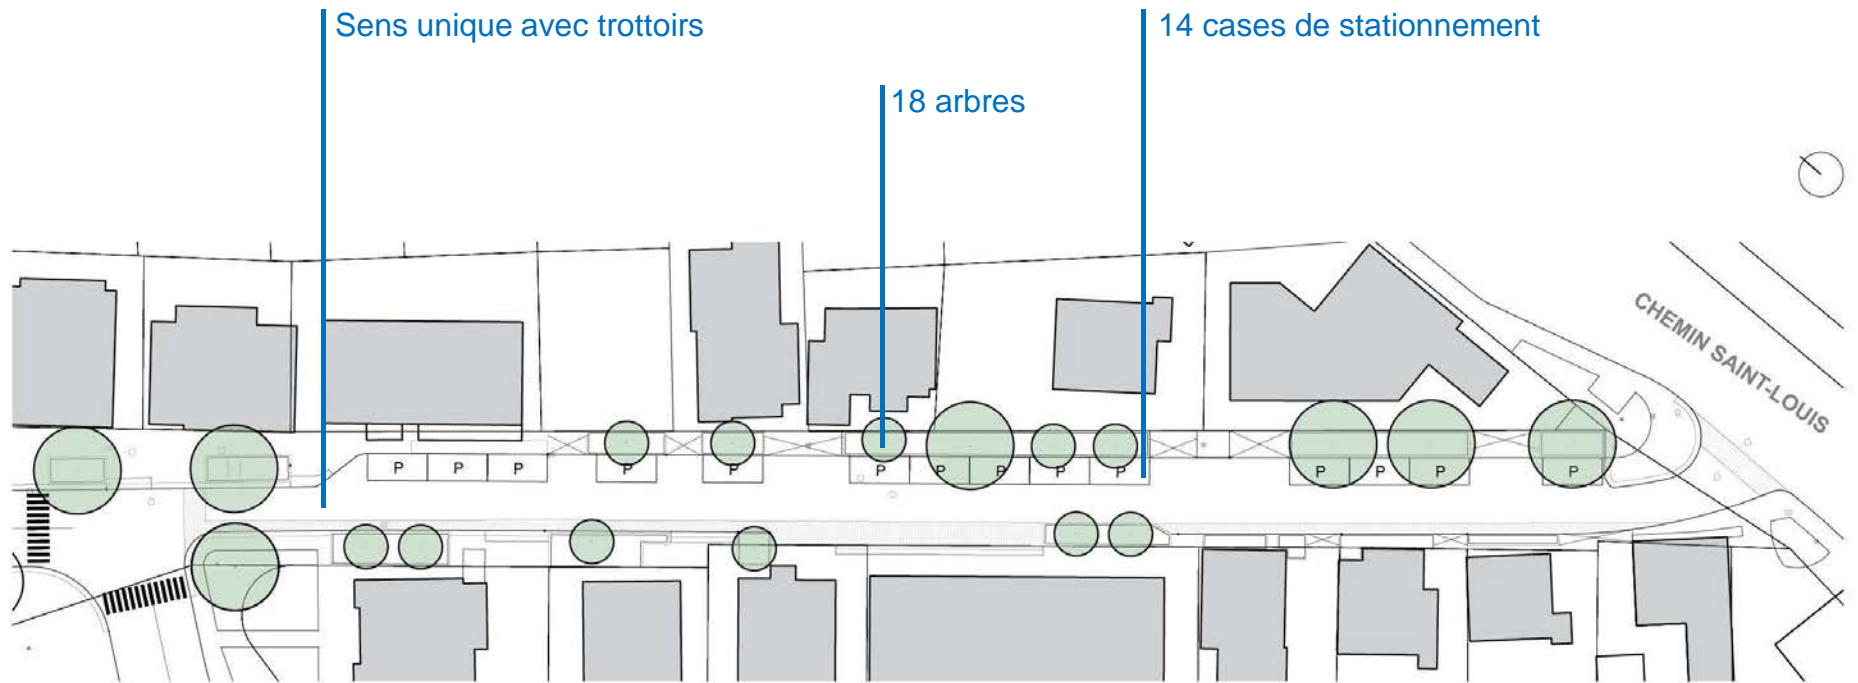 Sens unique avec trottoirs
14 cases de stationnement
18 arbres
CHEMIN SAINT-LOUIS
P P P P P P P P P P P P P P